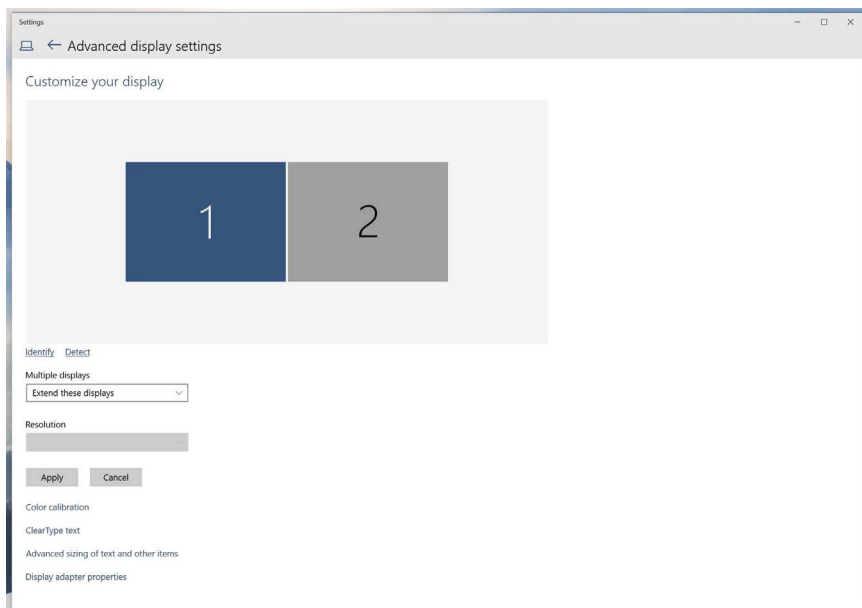 Settings
Advanced display settings
Customize your display
1 2
Identify Detect
Multiple displays
Extend these displays
Resolution
Apply Cancel
Color calibration
ClearType text
Advanced sizing of text and other items
Display adapter properties